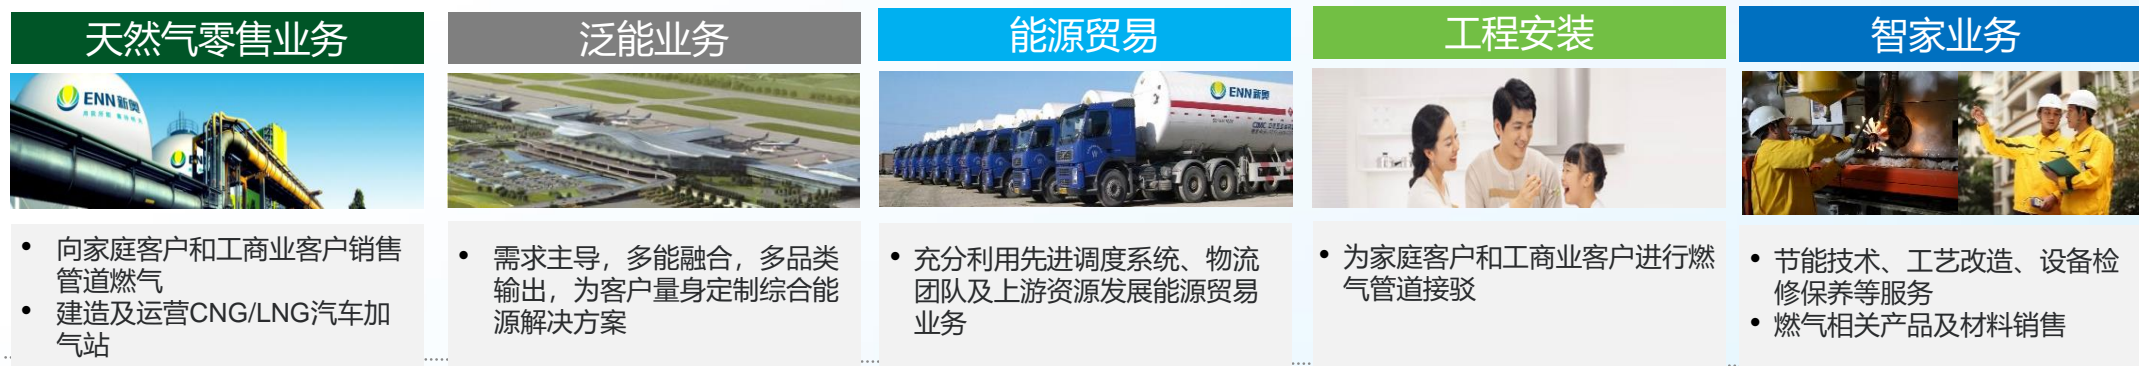 天然气零售业务
ENN新奥
向家庭客户和工商业客户销售
管道燃气
建造及运营CNG/LNG汽车加
气站
泛能业务
需求主导，多能融合，多品类
输出，为客户量身定制综合能
源解决方案
能源贸易
ENN新奥
充分利用先进调度系统、物流
团队及上游资源发展能源贸易
业务
工程安装
为家庭客户和工商业客户进行燃
气管道接驳
智家业务
节能技术、工艺改造、设备检
修保养等服务
燃气相关产品及材料销售